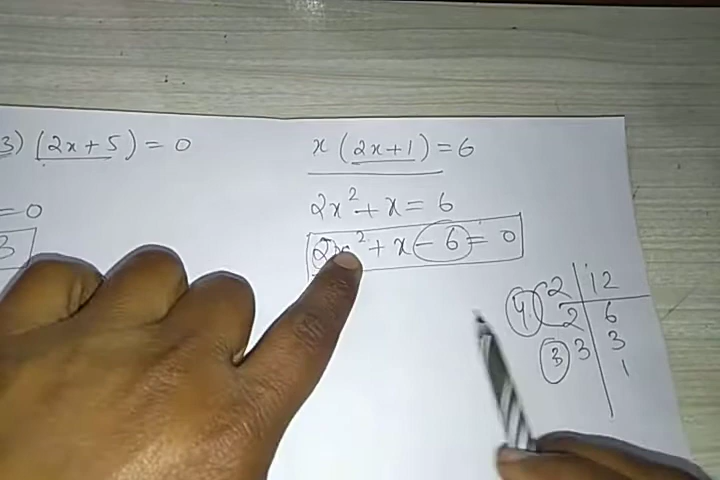 3) (2x+5) = 0
= 0
3
x (2x+1) = 6
2x² + x = 6
2x² + x - 6 = 0
2 | 12
4 2 | 6
3 3 | 3
1